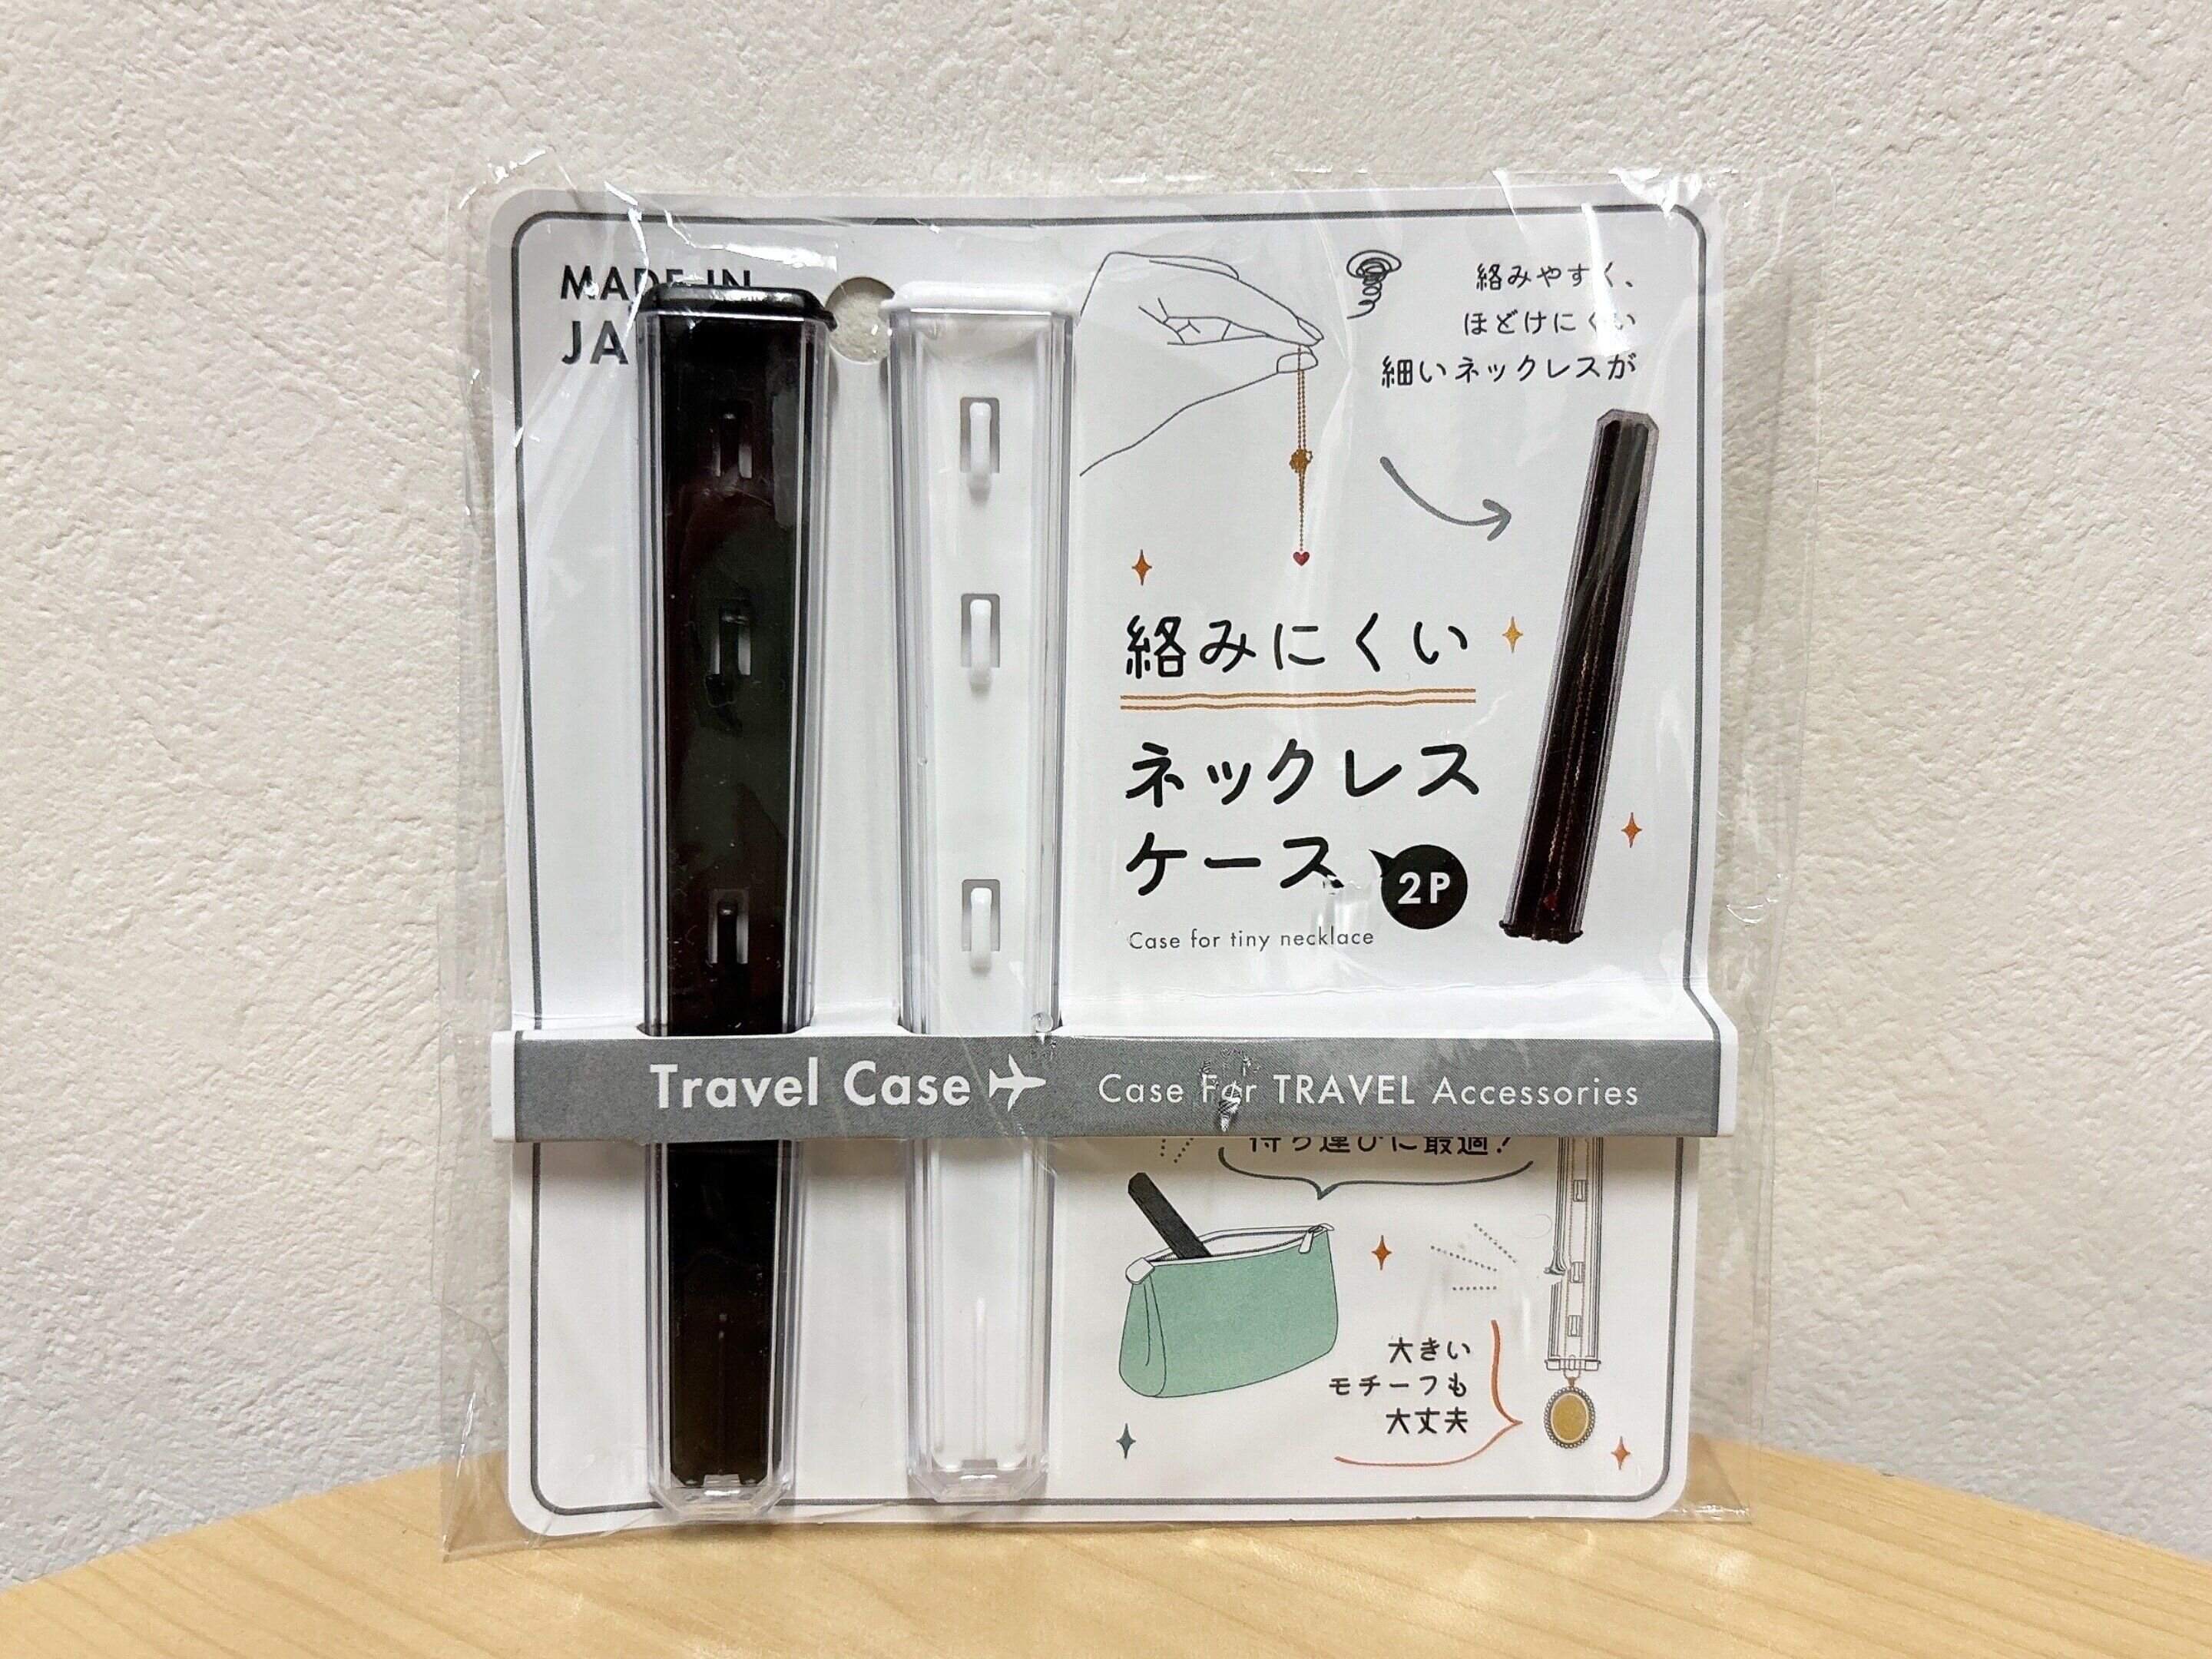 MADE IN
JA
絡みやすく、
ほどけにくい
細いネックレスが
絡みにくい
ネックレス
ケース
2P
Case for tiny necklace
Travel Case
Case For TRAVEL Accessories
持ち運びに最適!
大きい
モチーフも
大丈夫